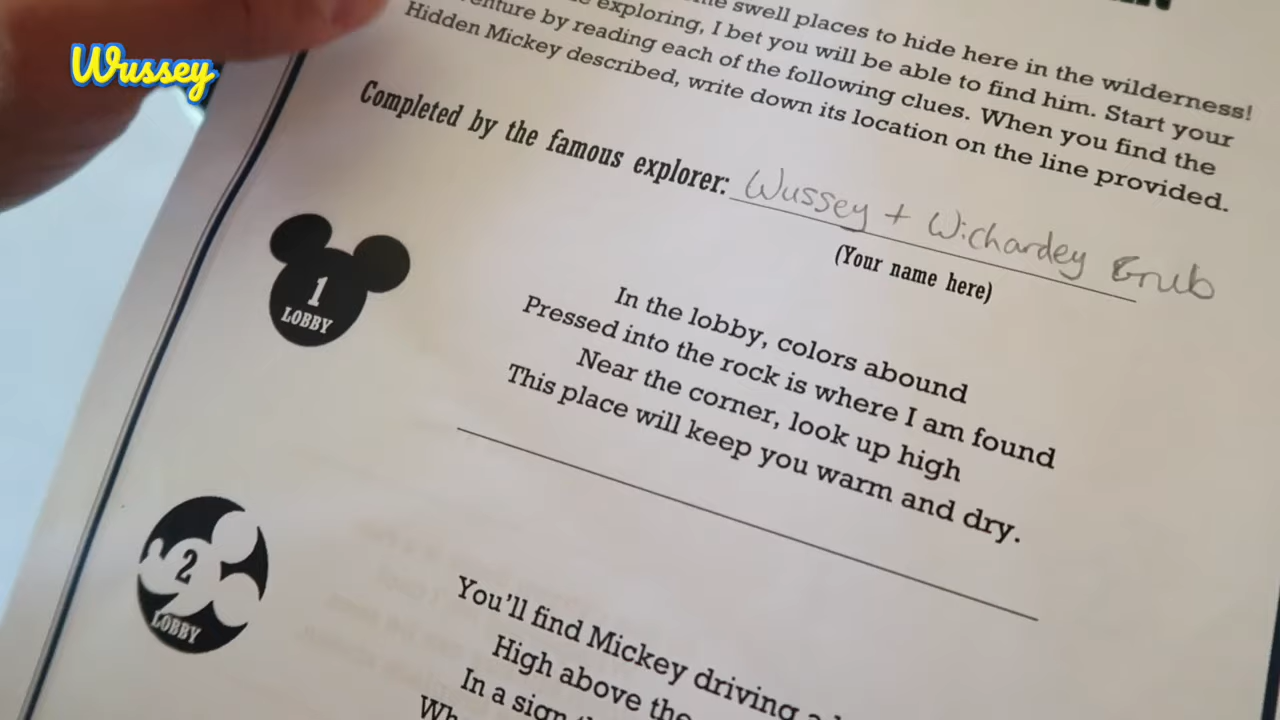 Wussey
me swell places to hide here in the wilderness!
exploring, I bet you will be able to find him. Start your
enture by reading each of the following clues. When you find the
Hidden Mickey described, write down its location on the line provided.
Completed by the famous explorer: Wussey + Wichardey Grub
(Your name here)
1
LOBBY
In the lobby, colors abound
Pressed into the rock is where I am found
Near the corner, look up high
This place will keep you warm and dry.
2
LOBBY
You'll find Mickey driving a
High above the
In a sign